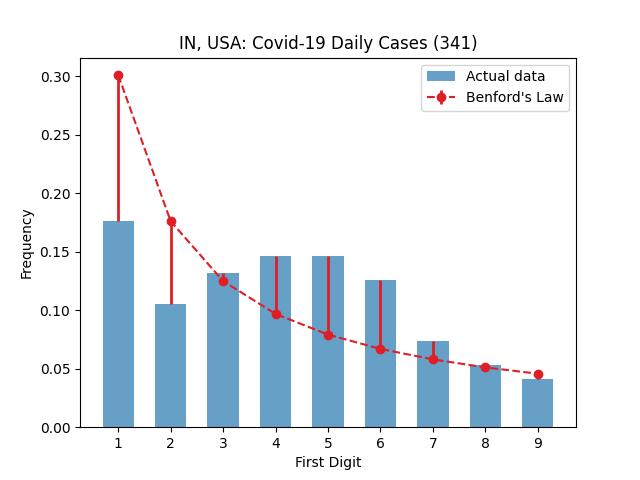 IN, USA: Covid-19 Daily Cases (341)
Actual data
Benford's Law
Frequency
0.30
0.25
0.20
0.15
0.10
0.05
0.00
1 2 3 4 5 6 7 8 9
First Digit